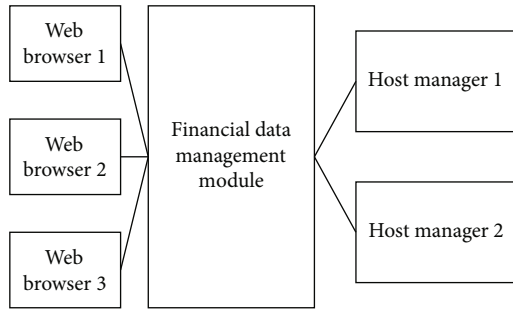 Web
browser 1
Web
browser 2
Web
browser 3
Financial data
management
module
Host manager 1
Host manager 2